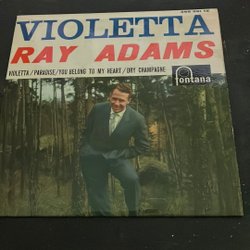 VIOLETTA
RAY ADAMS
VIOLETTA/PARADISE/YOU BELONG TO MY HEART/DRY CHAMPAGNE
fontana